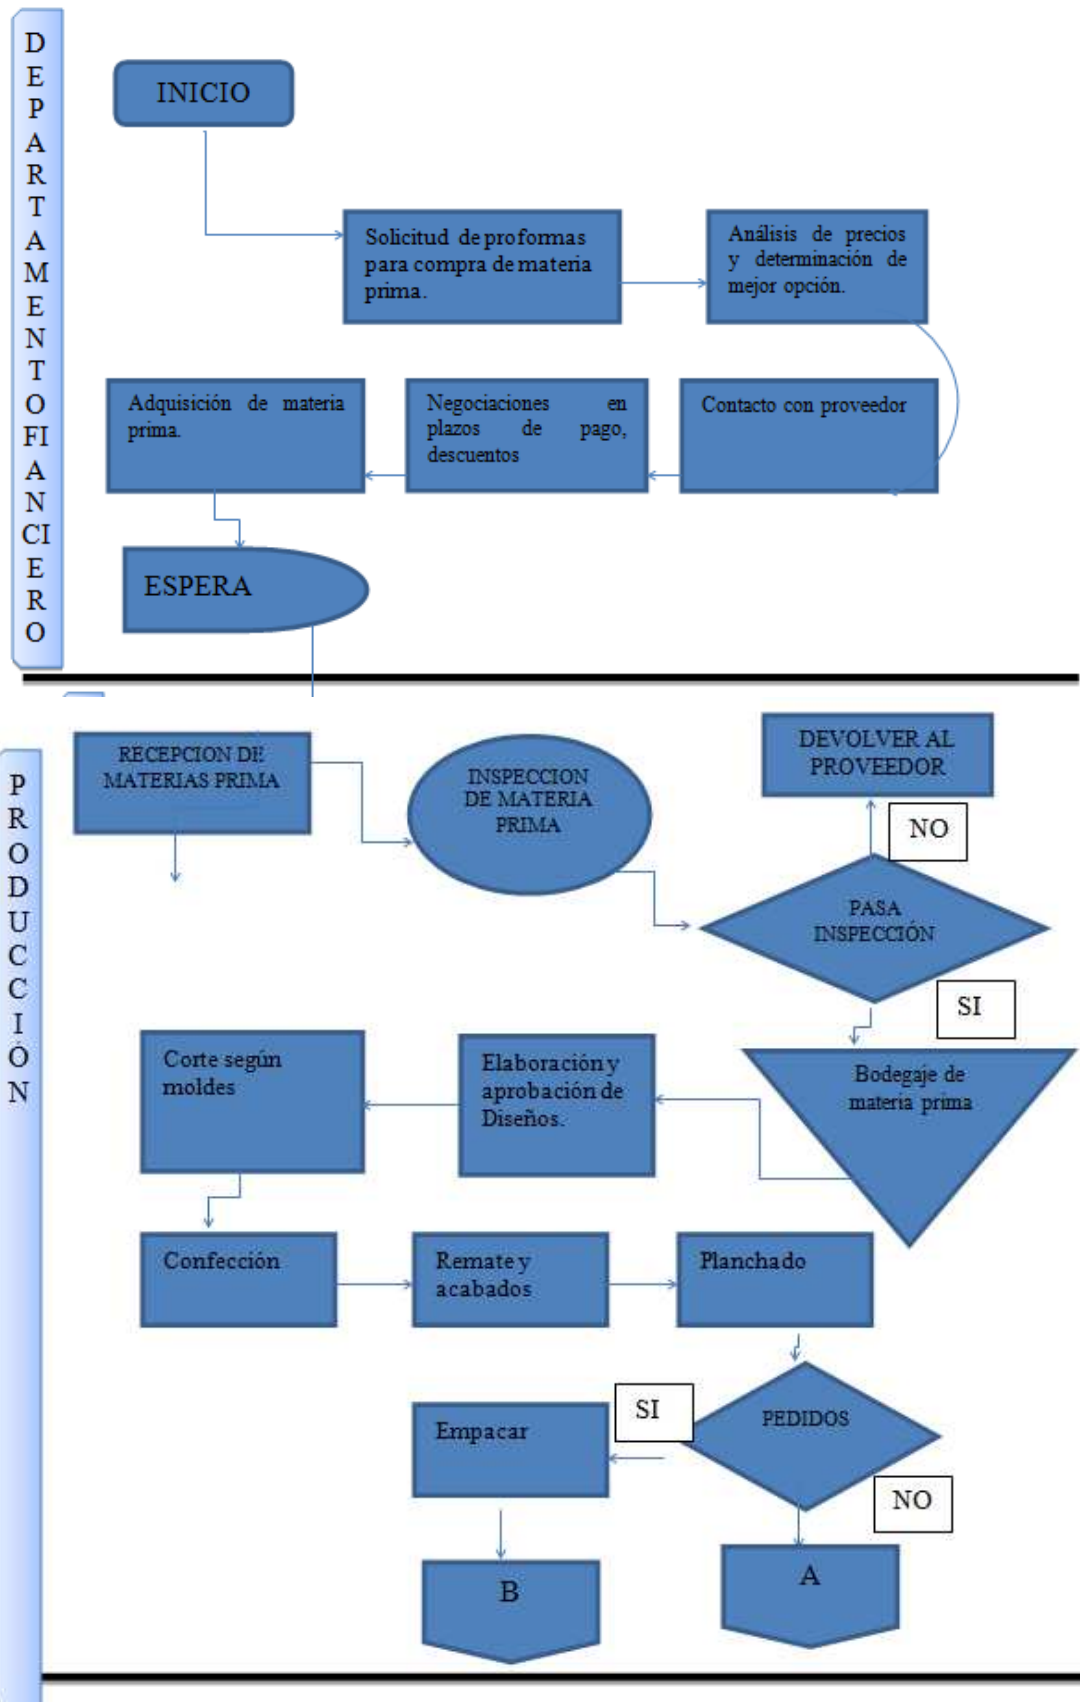 DEPARTAMENTOFIANCIERO
INICIO
Solicitud de proformas
para compra de materia
prima.
Análisis de precios
y determinación de
mejor opción.
Adquisición de materia
prima.
Negociaciones en
plazos de pago,
descuentos
Contacto con proveedor
ESPERA
PRODUCCIÓN
RECEPCION DE
MATERIAS PRIMA
INSPECCION
DE MATERIA
PRIMA
DEVOLVER AL
PROVEEDOR
NO
PASA
INSPECCIÓN
SI
Bodegaje de
materia prima
Elaboración y
aprobación de
Diseños.
Corte según
moldes
Confección
Remate y
acabados
Planchado
PEDIDOS
SI
Empacar
NO
B
A